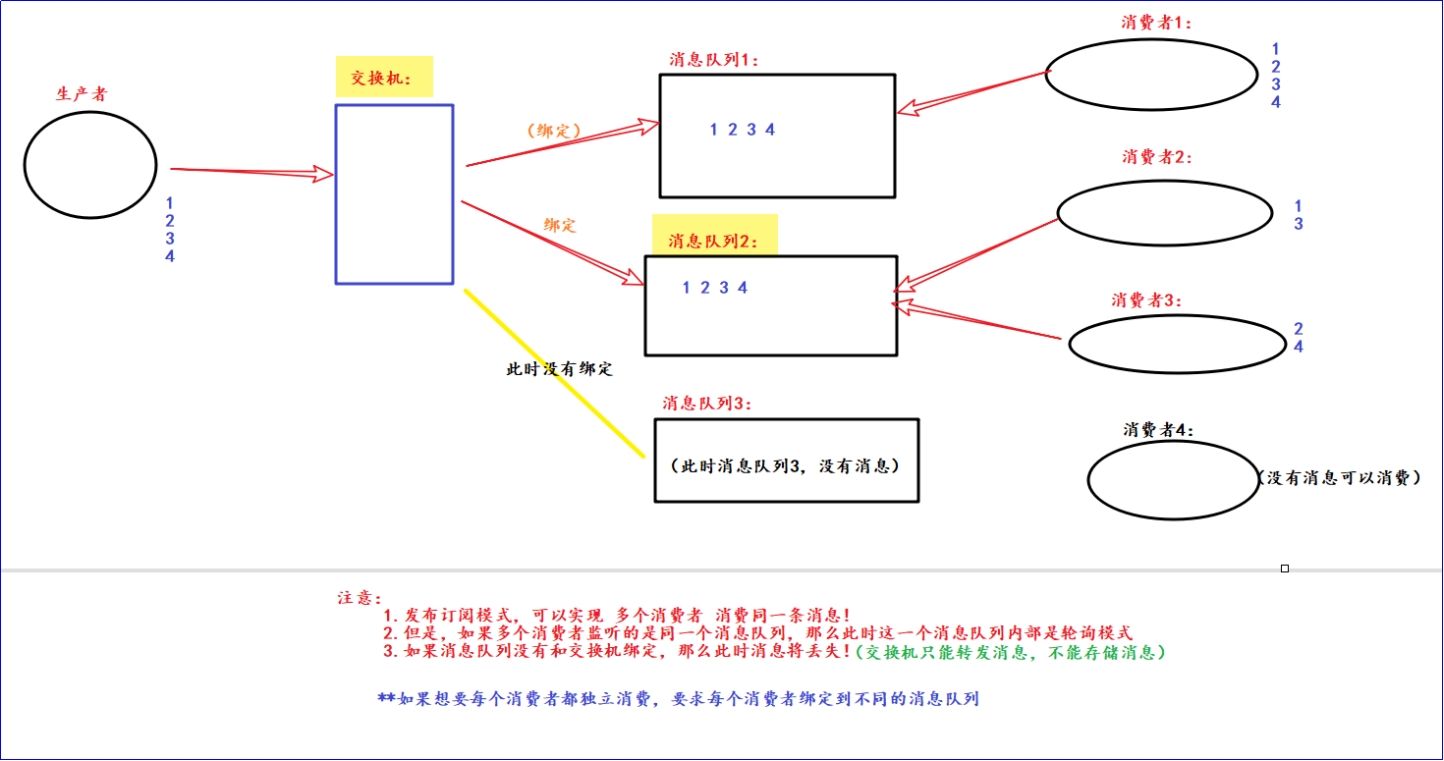 生产者
1
2
3
4
交换机：
（绑定）
绑定
此时没有绑定
消息队列1：
1 2 3 4
消息队列2：
1 2 3 4
消息队列3：
（此时消息队列3，没有消息）
消费者1：
1
2
3
4
消费者2：
1
3
消费者3：
2
4
消费者4：
（没有消息可以消费）
注意：
1.发布订阅模式，可以实现 多个消费者 消费同一条消息！
2.但是，如果多个消费者监听的是同一个消息队列，那么此时这一个消息队列内部是轮询模式
3.如果消息队列没有和交换机绑定，那么此时消息将丢失！（交换机只能转发消息，不能存储消息）
**如果想要每个消费者都独立消费，要求每个消费者绑定到不同的消息队列